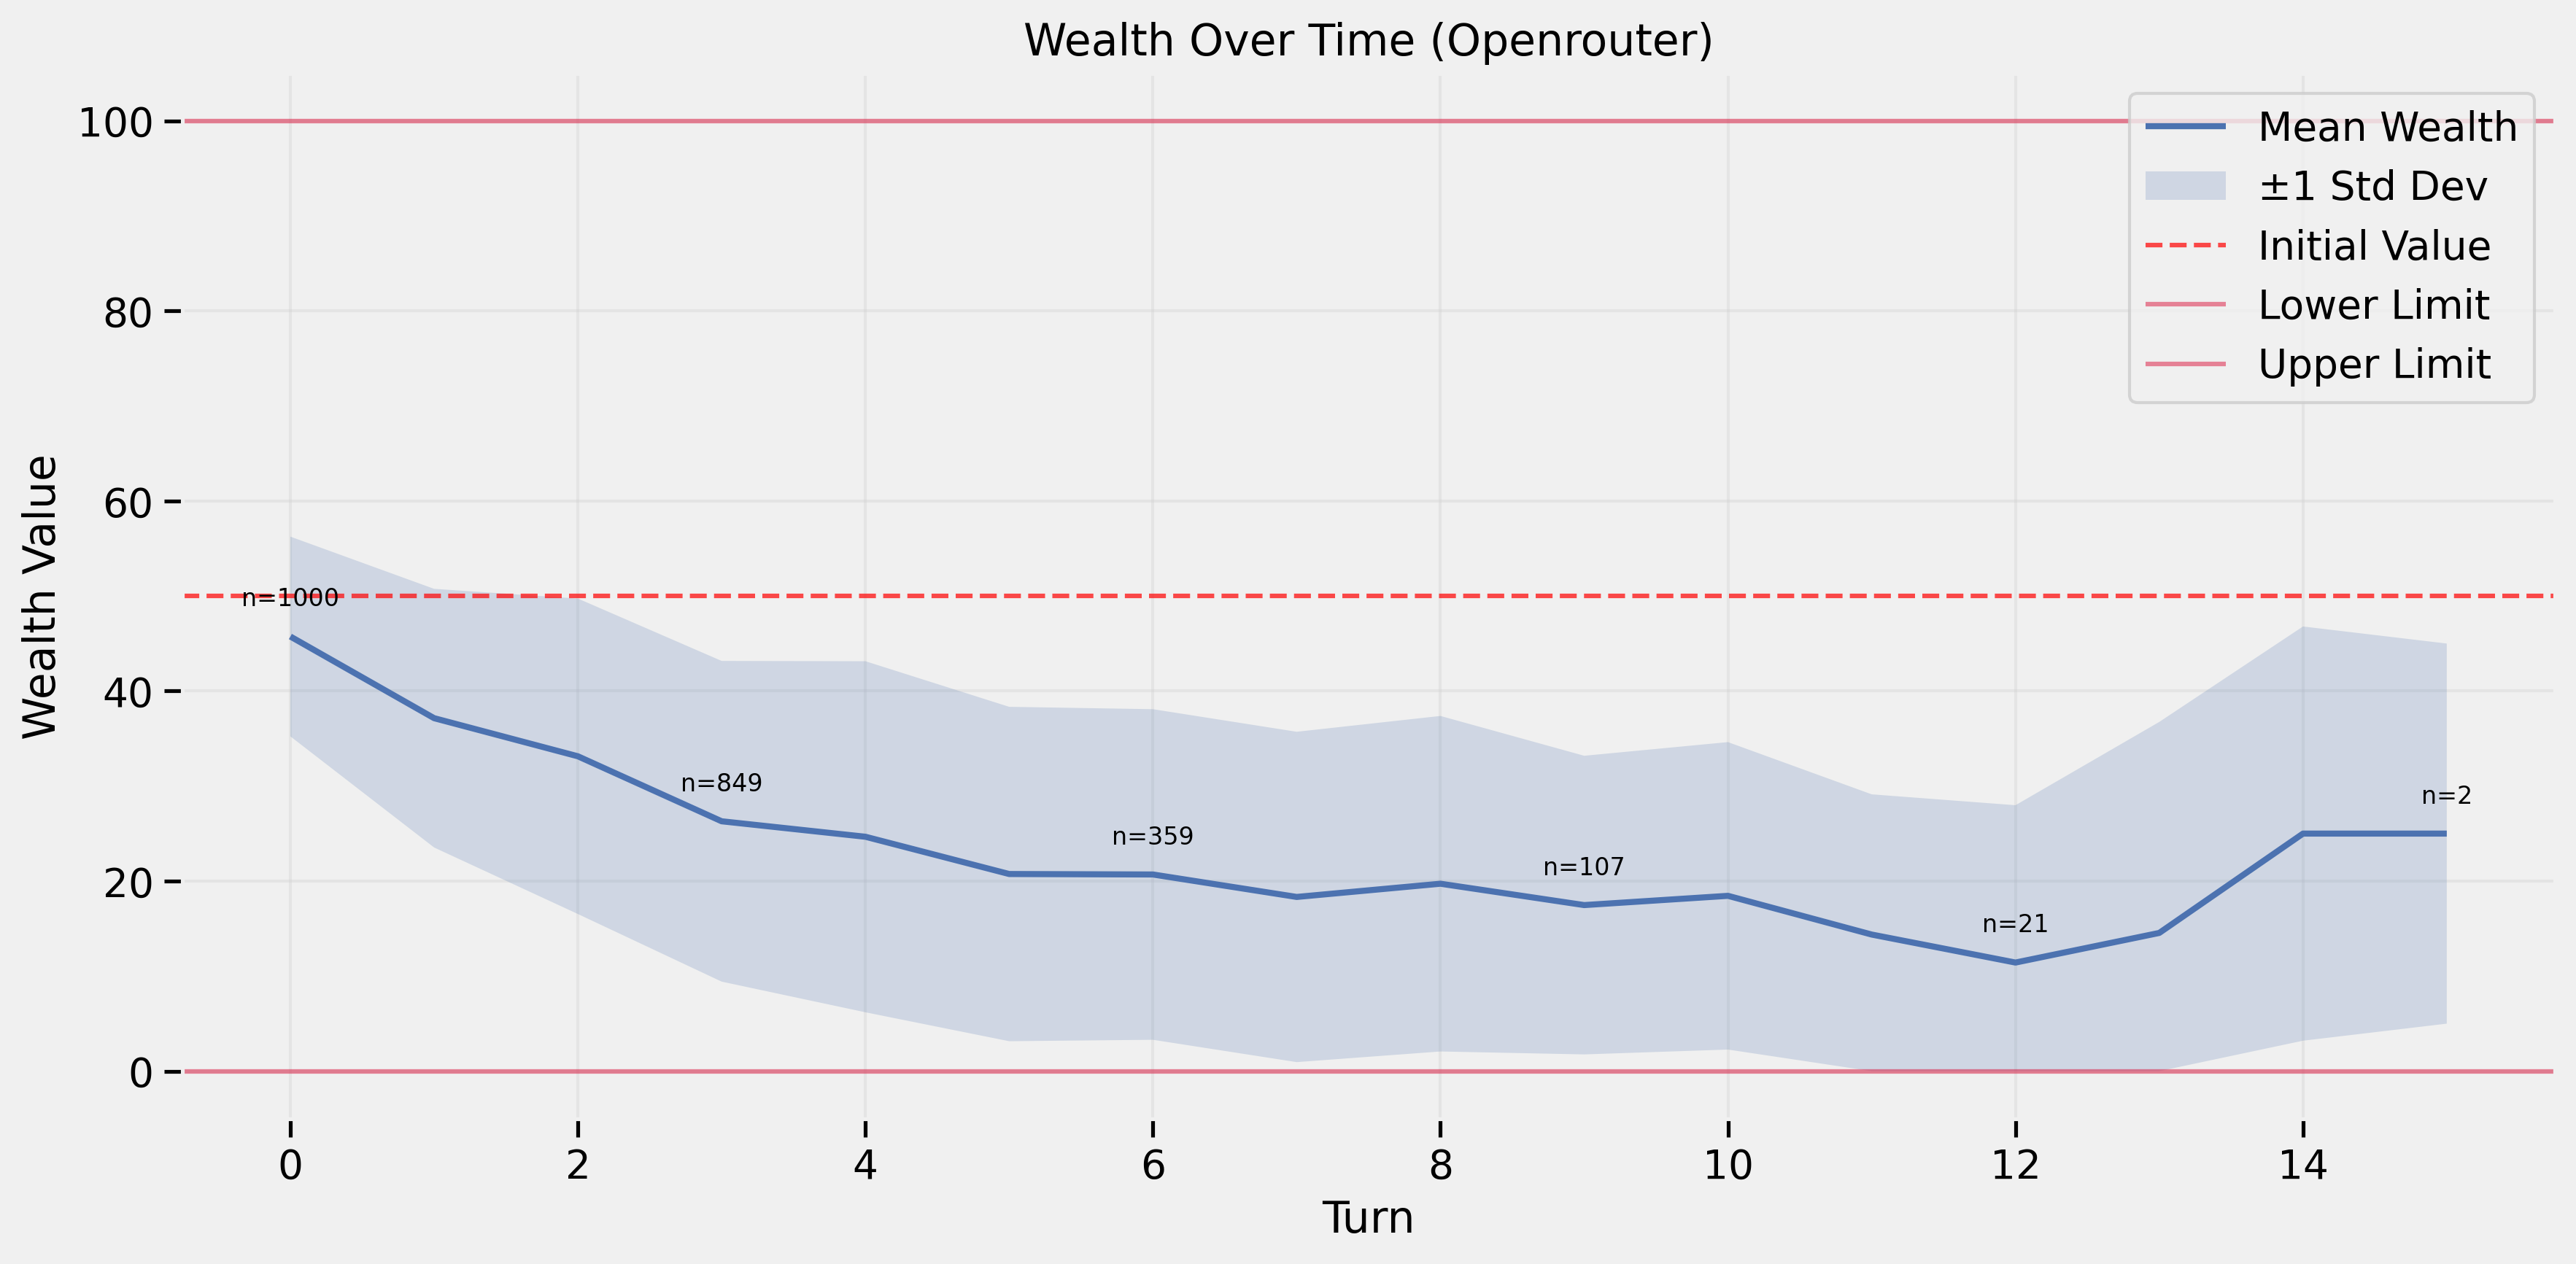 Wealth Over Time (Openrouter)
Wealth Value
100
80
60
40
20
0
Mean Wealth
±1 Std Dev
Initial Value
Lower Limit
Upper Limit
n=1000
n=849
n=359
n=107
n=21
n=2
0 2 4 6 8 10 12 14
Turn